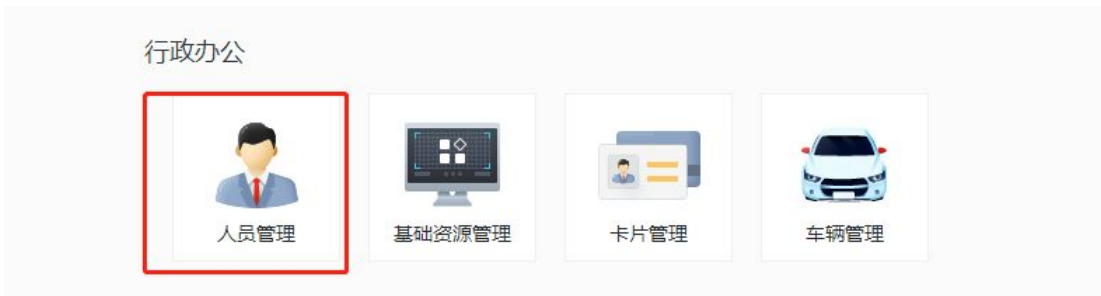 行政办公
人员管理
基础资源管理
卡片管理
车辆管理